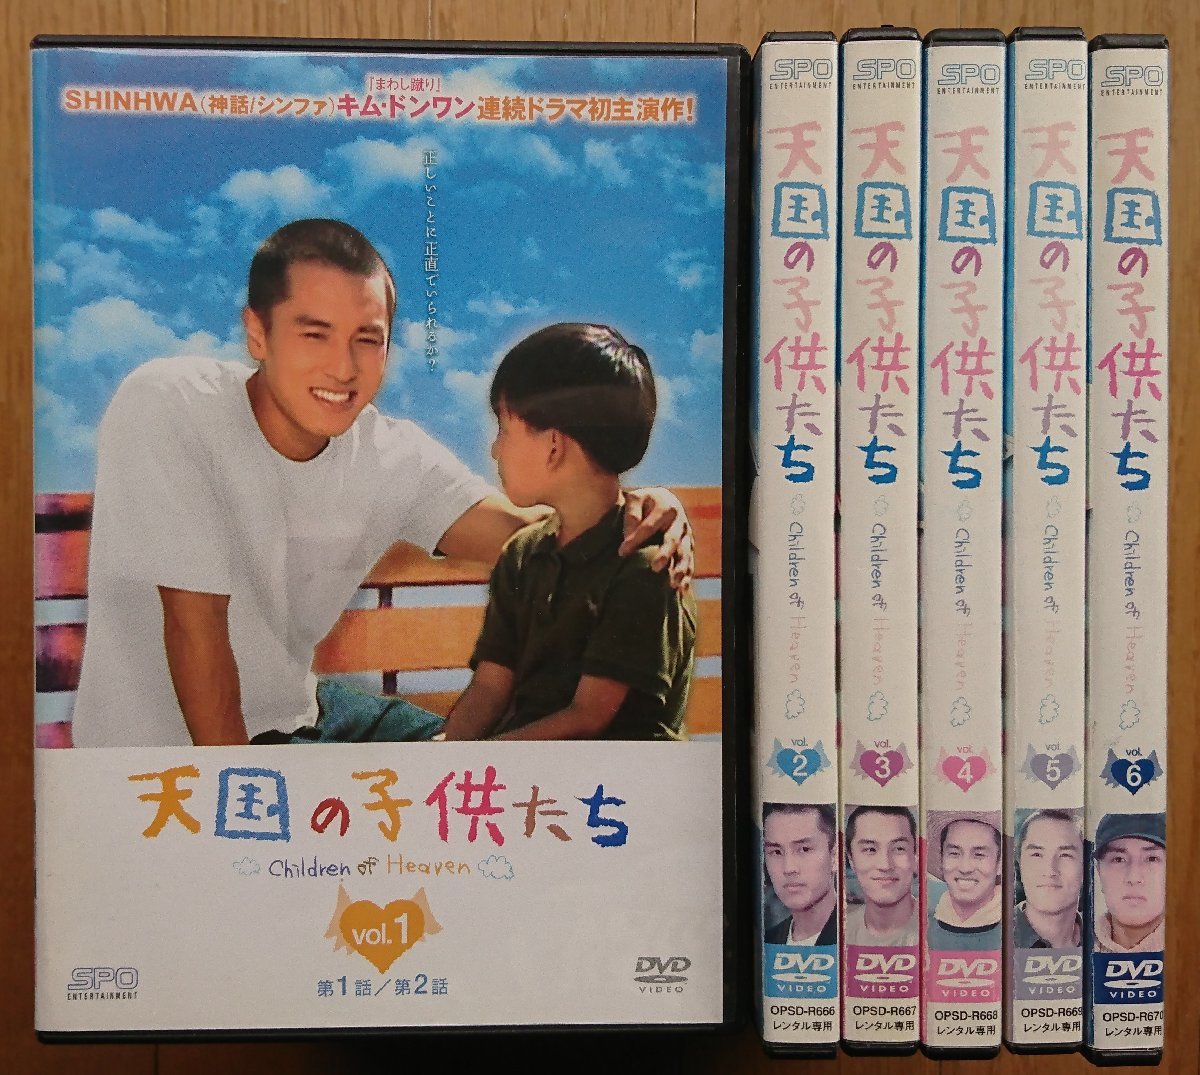 「まわし蹴り」
SHINHWA(神話/シンファ)キム・ドンワン連続ドラマ初主演作!
正しいことに正直でいられるか?
天国の子供たち
Children of Heaven
vol.1
第1話/第2話
SPO
ENTERTAINMENT
DVD
VIDEO
SPO
ENTERTAINMENT
天国の子供たち
Children of Heaven
vol.
2
DVD
VIDEO
OPSD-R666
レンタル専用
SPO
ENTERTAINMENT
天国の子供たち
Children of Heaven
vol.
3
DVD
VIDEO
OPSD-R667
レンタル専用
SPO
ENTERTAINMENT
天国の子供たち
Children of Heaven
vol.
4
DVD
VIDEO
OPSD-R668
レンタル専用
SPO
ENTERTAINMENT
天国の子供たち
Children of Heaven
vol.
5
DVD
VIDEO
OPSD-R669
レンタル専用
SPO
ENTERTAINMENT
天国の子供たち
Children of Heaven
vol.
6
DVD
VIDEO
OPSD-R670
レンタル専用